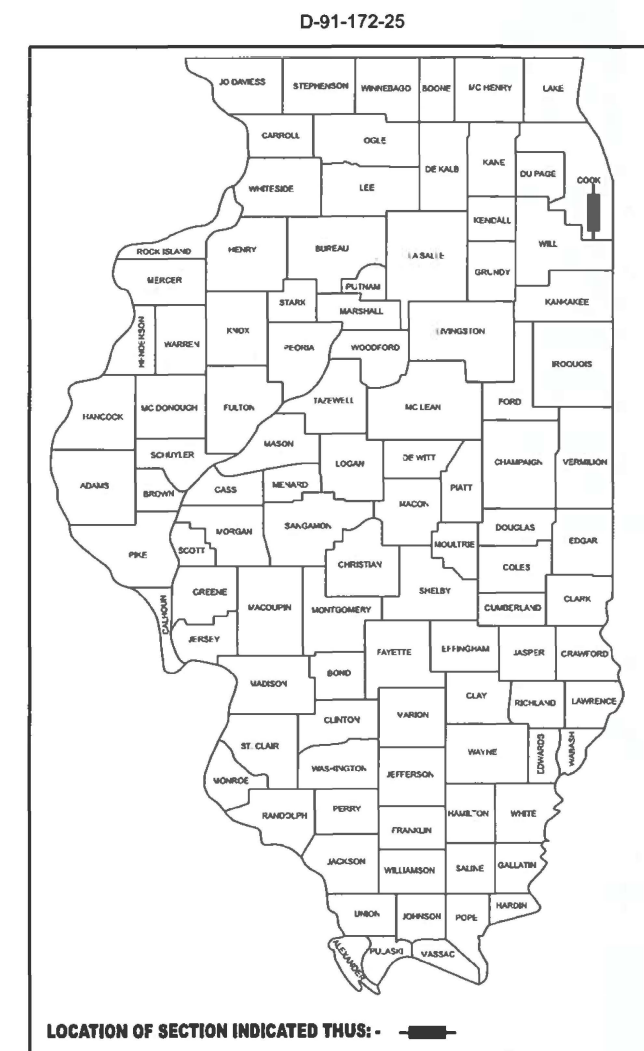 D-91-172-25
JO DAVIESS STEPHENSON WINNEBAGO BOONE MC HENRY LAKE
CARROLL OGLE DE KALB KANE DU PAGE COOK
WHITESIDE LEE
KENDALL WILL
ROCK ISLAND HENRY BUREAU LA SALLE GRUNDY
MERCER PUTNAM
STARK MARSHALL KANKAKEE
HENDERSON WARREN KNOX PEORIA WOODFORD LIVINGSTON IROQUOIS
HANCOCK MC DONOUGH FULTON TAZEWELL MC LEAN FORD
SCHUYLER MASON LOGAN DE WITT CHAMPAIGN VERMILION
ADAMS BROWN CASS MENARD MACON PIATT
PIKE SCOTT MORGAN SANGAMON CHRISTIAN MOULTRIE DOUGLAS EDGAR
COLES
CALHOUN GREENE MACOUPIN MONTGOMERY SHELBY CUMBERLAND CLARK
JERSEY
MADISON BOND FAYETTE EFFINGHAM JASPER CRAWFORD
CLINTON MARION CLAY RICHLAND LAWRENCE
ST. CLAIR WASHINGTON JEFFERSON WAYNE EDWARDS WABASH
MONROE
RANDOLPH PERRY FRANKLIN HAMILTON WHITE
JACKSON WILLIAMSON SALINE GALLATIN
UNION JOHNSON POPE HARDIN
ALEXANDER PULASKI MASSAC
LOCATION OF SECTION INDICATED THUS: -